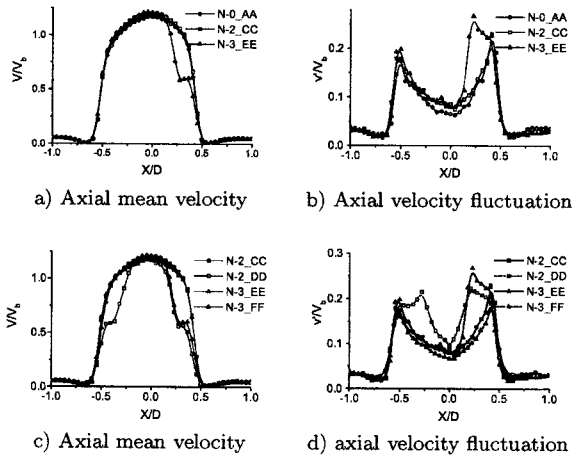 V/V_b
1.0
0.5
0.0
-1.0 -0.5 0.0 0.5 1.0
X/D
N-0_AA
N-2_CC
N-3_EE
a) Axial mean velocity
v'/V_b
0.2
0.1
0.0
-1.0 -0.5 0.0 0.5 1.0
X/D
N-0_AA
N-2_CC
N-3_EE
b) Axial velocity fluctuation
V/V_b
1.0
0.5
0.0
-1.0 -0.5 0.0 0.5 1.0
X/D
N-2_CC
N-2_DD
N-3_EE
N-3_FF
c) Axial mean velocity
v'/V_b
0.3
0.2
0.1
0.0
-1.0 -0.5 0.0 0.5 1.0
X/D
N-2_CC
N-2_DD
N-3_EE
N-3_FF
d) axial velocity fluctuation